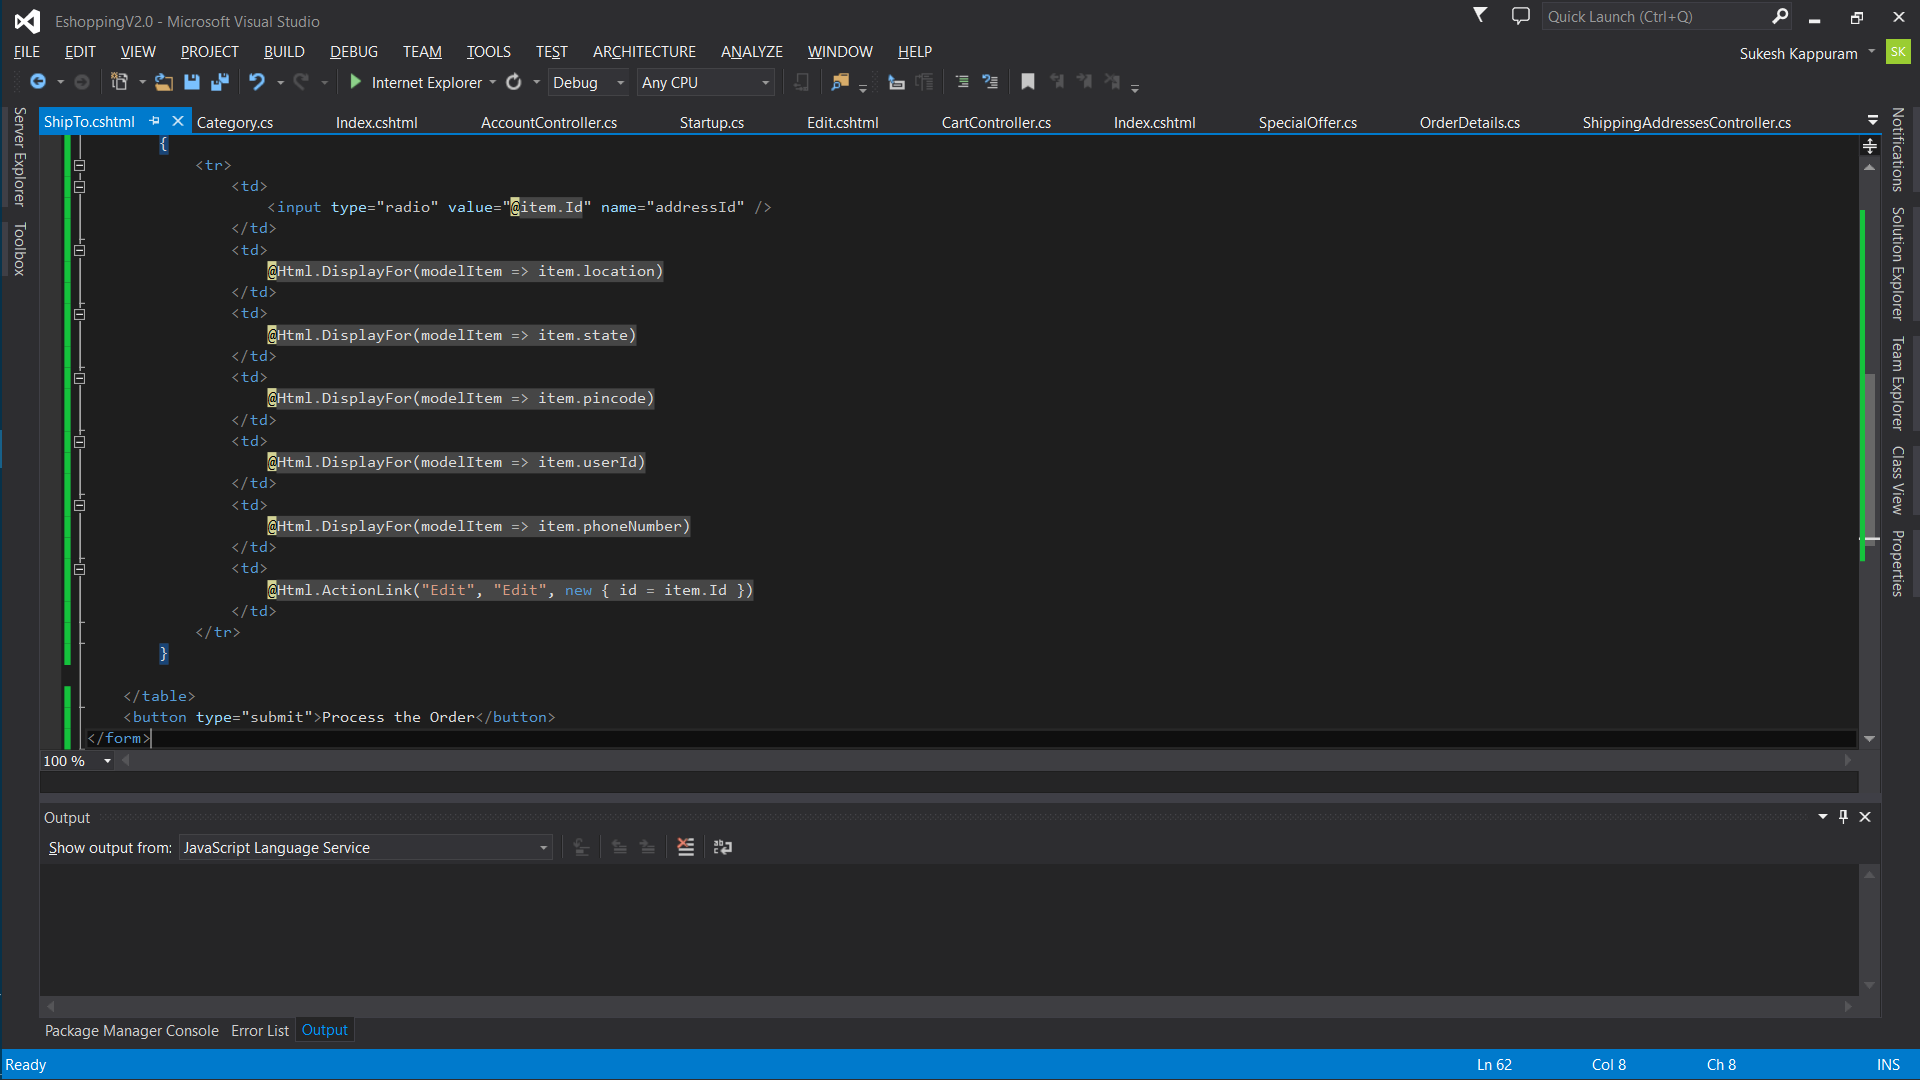 EshoppingV2.0 - Microsoft Visual Studio
Quick Launch (Ctrl+Q)
FILE EDIT VIEW PROJECT BUILD DEBUG TEAM TOOLS TEST ARCHITECTURE ANALYZE WINDOW HELP
Sukesh Kappuram SK
Internet Explorer Debug Any CPU
ShipTo.cshtml Category.cs Index.cshtml AccountController.cs Startup.cs Edit.cshtml CartController.cs Index.cshtml SpecialOffer.cs OrderDetails.cs ShippingAddressesController.cs
Server Explorer
Toolbox
{
<tr>
<td>
<input type="radio" value="@item.Id" name="addressId" />
</td>
<td>
@Html.DisplayFor(modelItem => item.location)
</td>
<td>
@Html.DisplayFor(modelItem => item.state)
</td>
<td>
@Html.DisplayFor(modelItem => item.pincode)
</td>
<td>
@Html.DisplayFor(modelItem => item.userId)
</td>
<td>
@Html.DisplayFor(modelItem => item.phoneNumber)
</td>
<td>
@Html.ActionLink("Edit", "Edit", new { id = item.Id })
</td>
</tr>
}
</table>
<button type="submit">Process the Order</button>
</form>
Notifications
Solution Explorer
Team Explorer
Class View
Properties
100 %
Output
Show output from: JavaScript Language Service
Package Manager Console Error List Output
Ready Ln 62 Col 8 Ch 8 INS